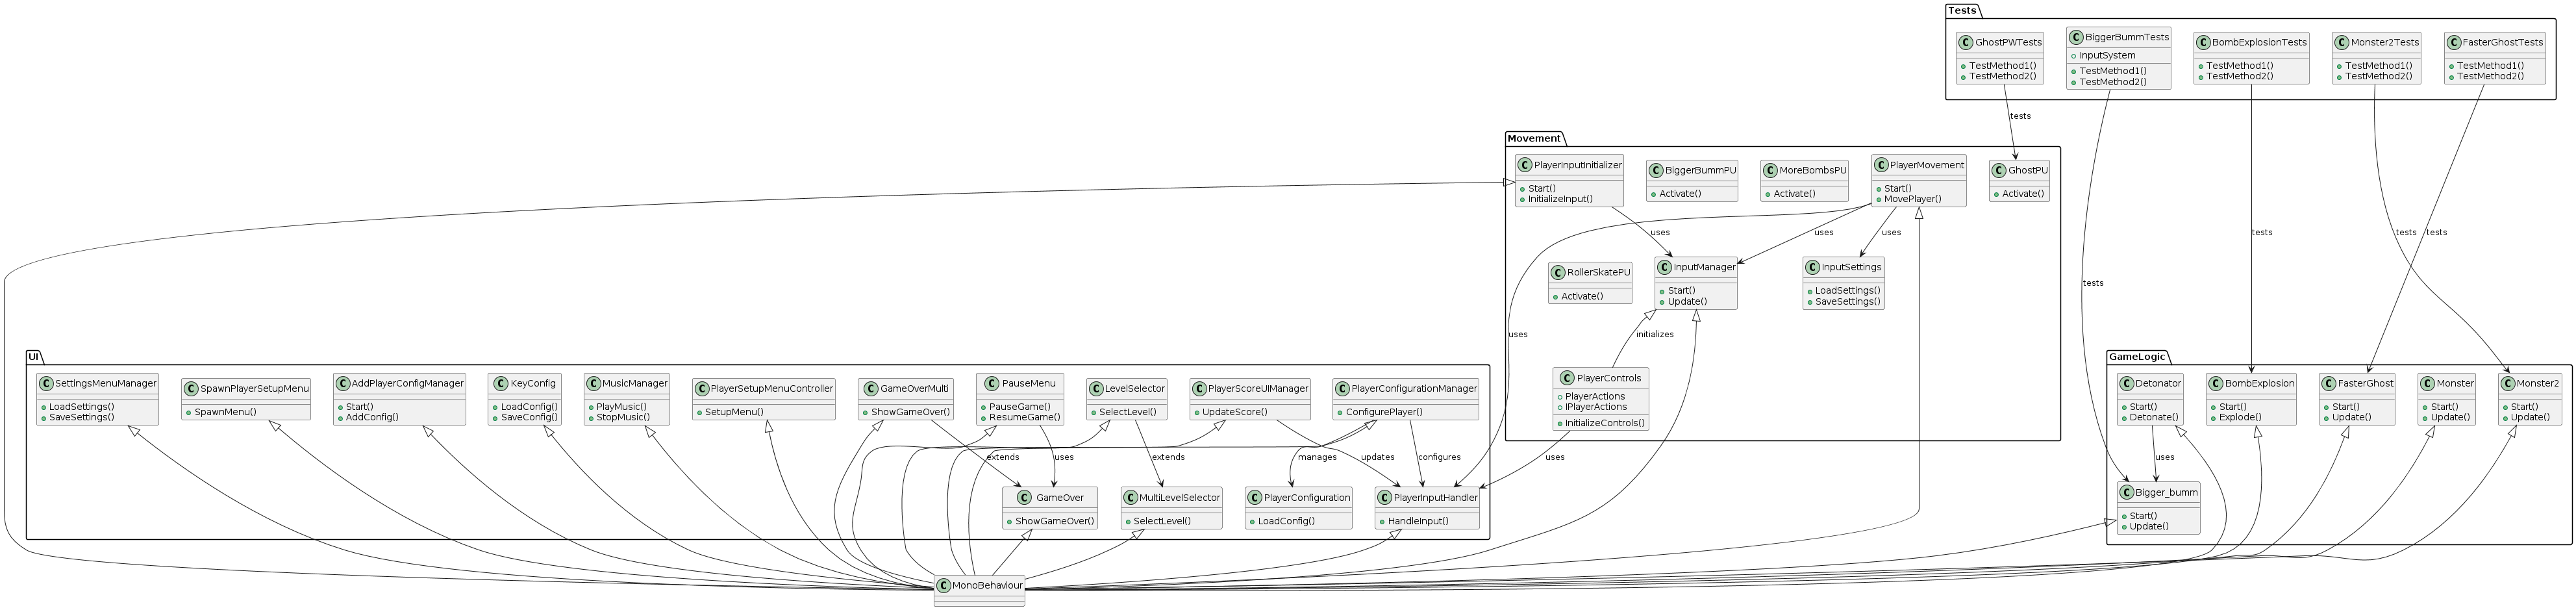 Tests
C GhostPWTests
TestMethod1()
TestMethod2()
C BiggerBummTests
InputSystem
TestMethod1()
TestMethod2()
C BombExplosionTests
TestMethod1()
TestMethod2()
C Monster2Tests
TestMethod1()
TestMethod2()
C FasterGhostTests
TestMethod1()
TestMethod2()
tests
Movement
C PlayerInputInitializer
Start()
InitializeInput()
C BiggerBummPU
Activate()
C MoreBombsPU
Activate()
C PlayerMovement
Start()
MovePlayer()
C GhostPU
Activate()
uses
uses
uses
tests
tests
tests
C RollerSkatePU
Activate()
C InputManager
Start()
Update()
C InputSettings
LoadSettings()
SaveSettings()
tests
uses
initializes
C PlayerControls
PlayerActions
IPlayerActions
InitializeControls()
UI
C SettingsMenuManager
LoadSettings()
SaveSettings()
C SpawnPlayerSetupMenu
SpawnMenu()
C AddPlayerConfigManager
Start()
AddConfig()
C KeyConfig
LoadConfig()
SaveConfig()
C MusicManager
PlayMusic()
StopMusic()
C PlayerSetupMenuController
SetupMenu()
C GameOverMulti
ShowGameOver()
C PauseMenu
PauseGame()
ResumeGame()
C LevelSelector
SelectLevel()
C PlayerScoreUIManager
UpdateScore()
C PlayerConfigurationManager
ConfigurePlayer()
GameLogic
C Detonator
Start()
Detonate()
C BombExplosion
Start()
Explode()
C FasterGhost
Start()
Update()
C Monster
Start()
Update()
C Monster2
Start()
Update()
extends
uses
extends
manages
updates
configures
uses
uses
C GameOver
ShowGameOver()
C MultiLevelSelector
SelectLevel()
C PlayerConfiguration
LoadConfig()
C PlayerInputHandler
HandleInput()
C Bigger_bumm
Start()
Update()
C MonoBehaviour